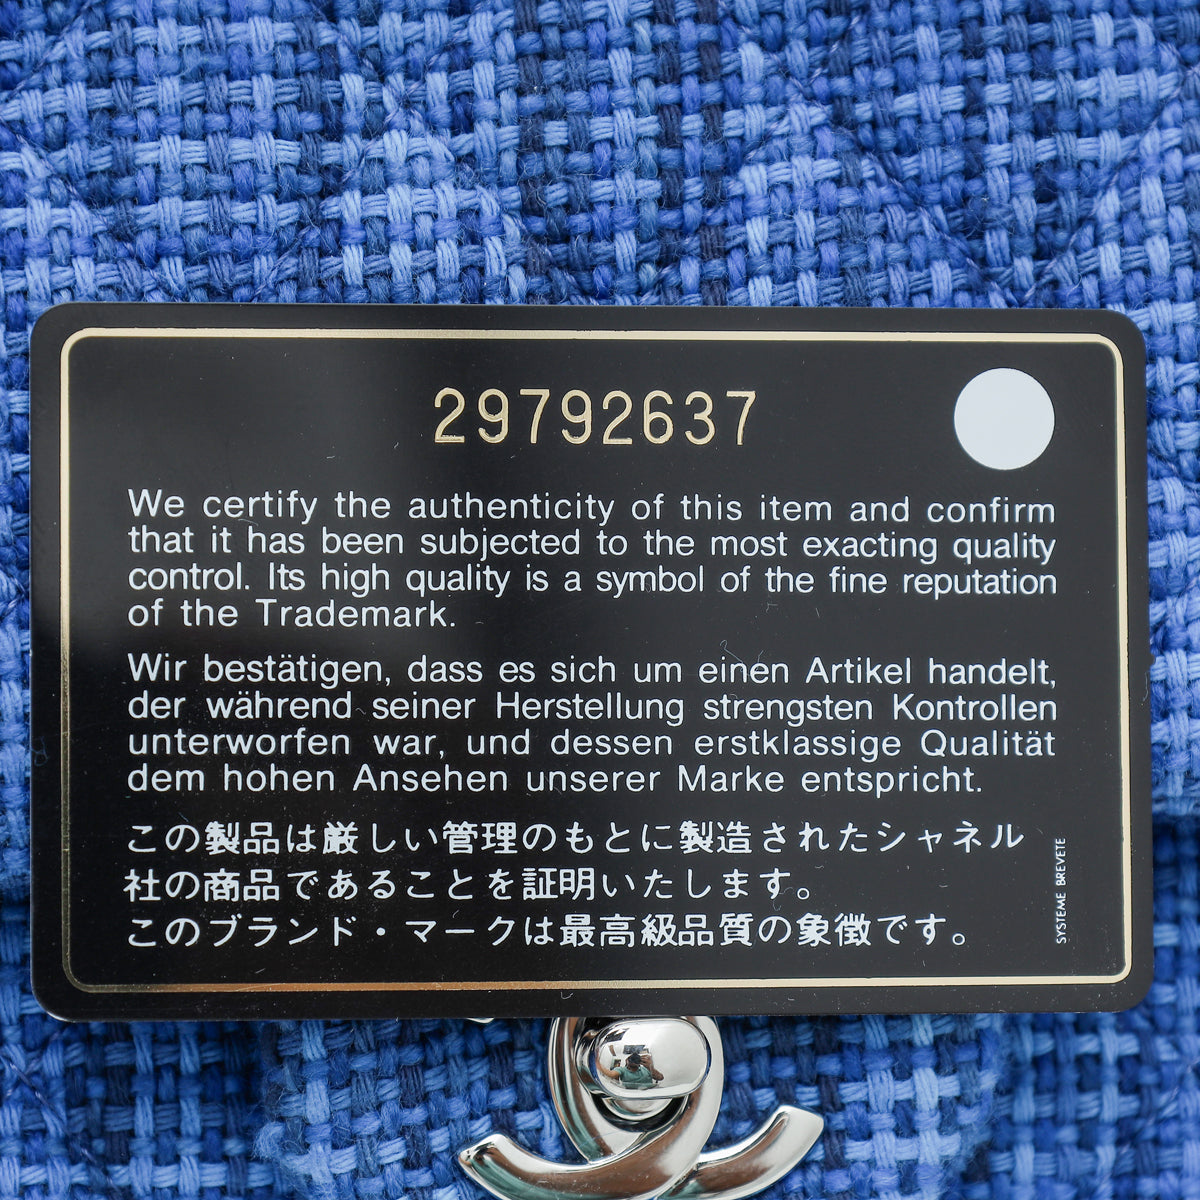 29792637
We certify the authenticity of this item and confirm
that it has been subjected to the most exacting quality
control. Its high quality is a symbol of the fine reputation
of the Trademark.
Wir bestätigen, dass es sich um einen Artikel handelt,
der während seiner Herstellung strengsten Kontrollen
unterworfen war, und dessen erstklassige Qualität
dem hohen Ansehen unserer Marke entspricht.
この製品は厳しい管理のもとに製造されたシャネル
社の商品であることを証明いたします。
このブランド・マークは最高級品質の象徴です。
SYSTEME BREVETE